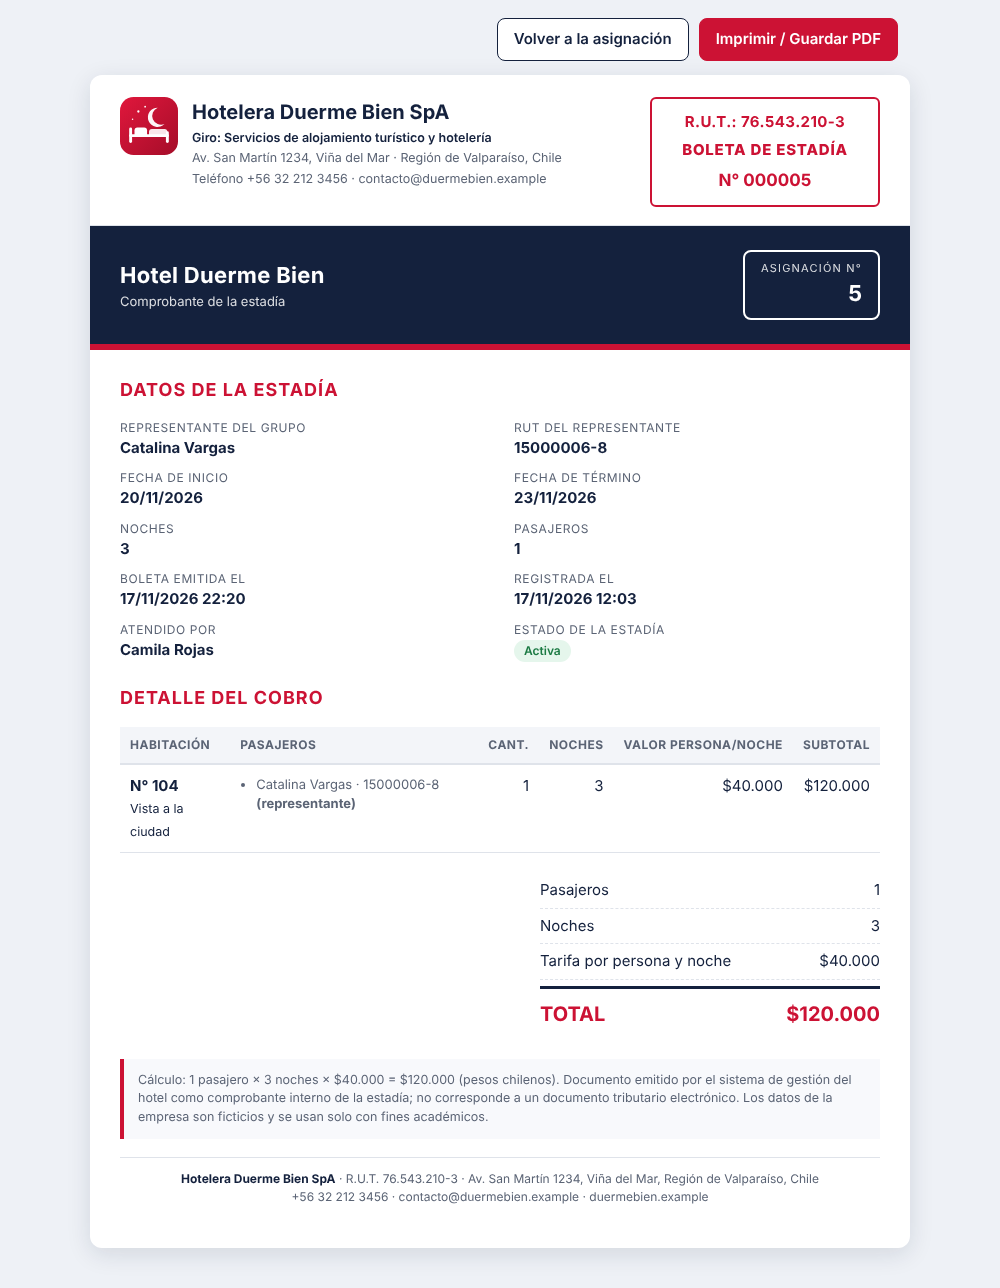 Volver a la asignación
Imprimir / Guardar PDF
Hotelera Duerme Bien SpA
Giro: Servicios de alojamiento turístico y hotelería
Av. San Martín 1234, Viña del Mar · Región de Valparaíso, Chile
Teléfono +56 32 212 3456 · contacto@duermebien.example
R.U.T.: 76.543.210-3
BOLETA DE ESTADÍA
N° 000005
Hotel Duerme Bien
Comprobante de la estadía
ASIGNACIÓN N°
5
DATOS DE LA ESTADÍA
REPRESENTANTE DEL GRUPO
Catalina Vargas
RUT DEL REPRESENTANTE
15000006-8
FECHA DE INICIO
20/11/2026
FECHA DE TÉRMINO
23/11/2026
NOCHES
3
PASAJEROS
1
BOLETA EMITIDA EL
17/11/2026 22:20
REGISTRADA EL
17/11/2026 12:03
ATENDIDO POR
Camila Rojas
ESTADO DE LA ESTADÍA
Activa
DETALLE DEL COBRO
HABITACIÓN PASAJEROS CANT. NOCHES VALOR PERSONA/NOCHE SUBTOTAL
N° 104 • Catalina Vargas · 15000006-8 1 3 $40.000 $120.000
(representante)
Vista a la
ciudad
Pasajeros 1
Noches 3
Tarifa por persona y noche $40.000
TOTAL $120.000
Cálculo: 1 pasajero × 3 noches × $40.000 = $120.000 (pesos chilenos). Documento emitido por el sistema de gestión del
hotel como comprobante interno de la estadía; no corresponde a un documento tributario electrónico. Los datos de la
empresa son ficticios y se usan solo con fines académicos.
Hotelera Duerme Bien SpA · R.U.T. 76.543.210-3 · Av. San Martín 1234, Viña del Mar, Región de Valparaíso, Chile
+56 32 212 3456 · contacto@duermebien.example · duermebien.example